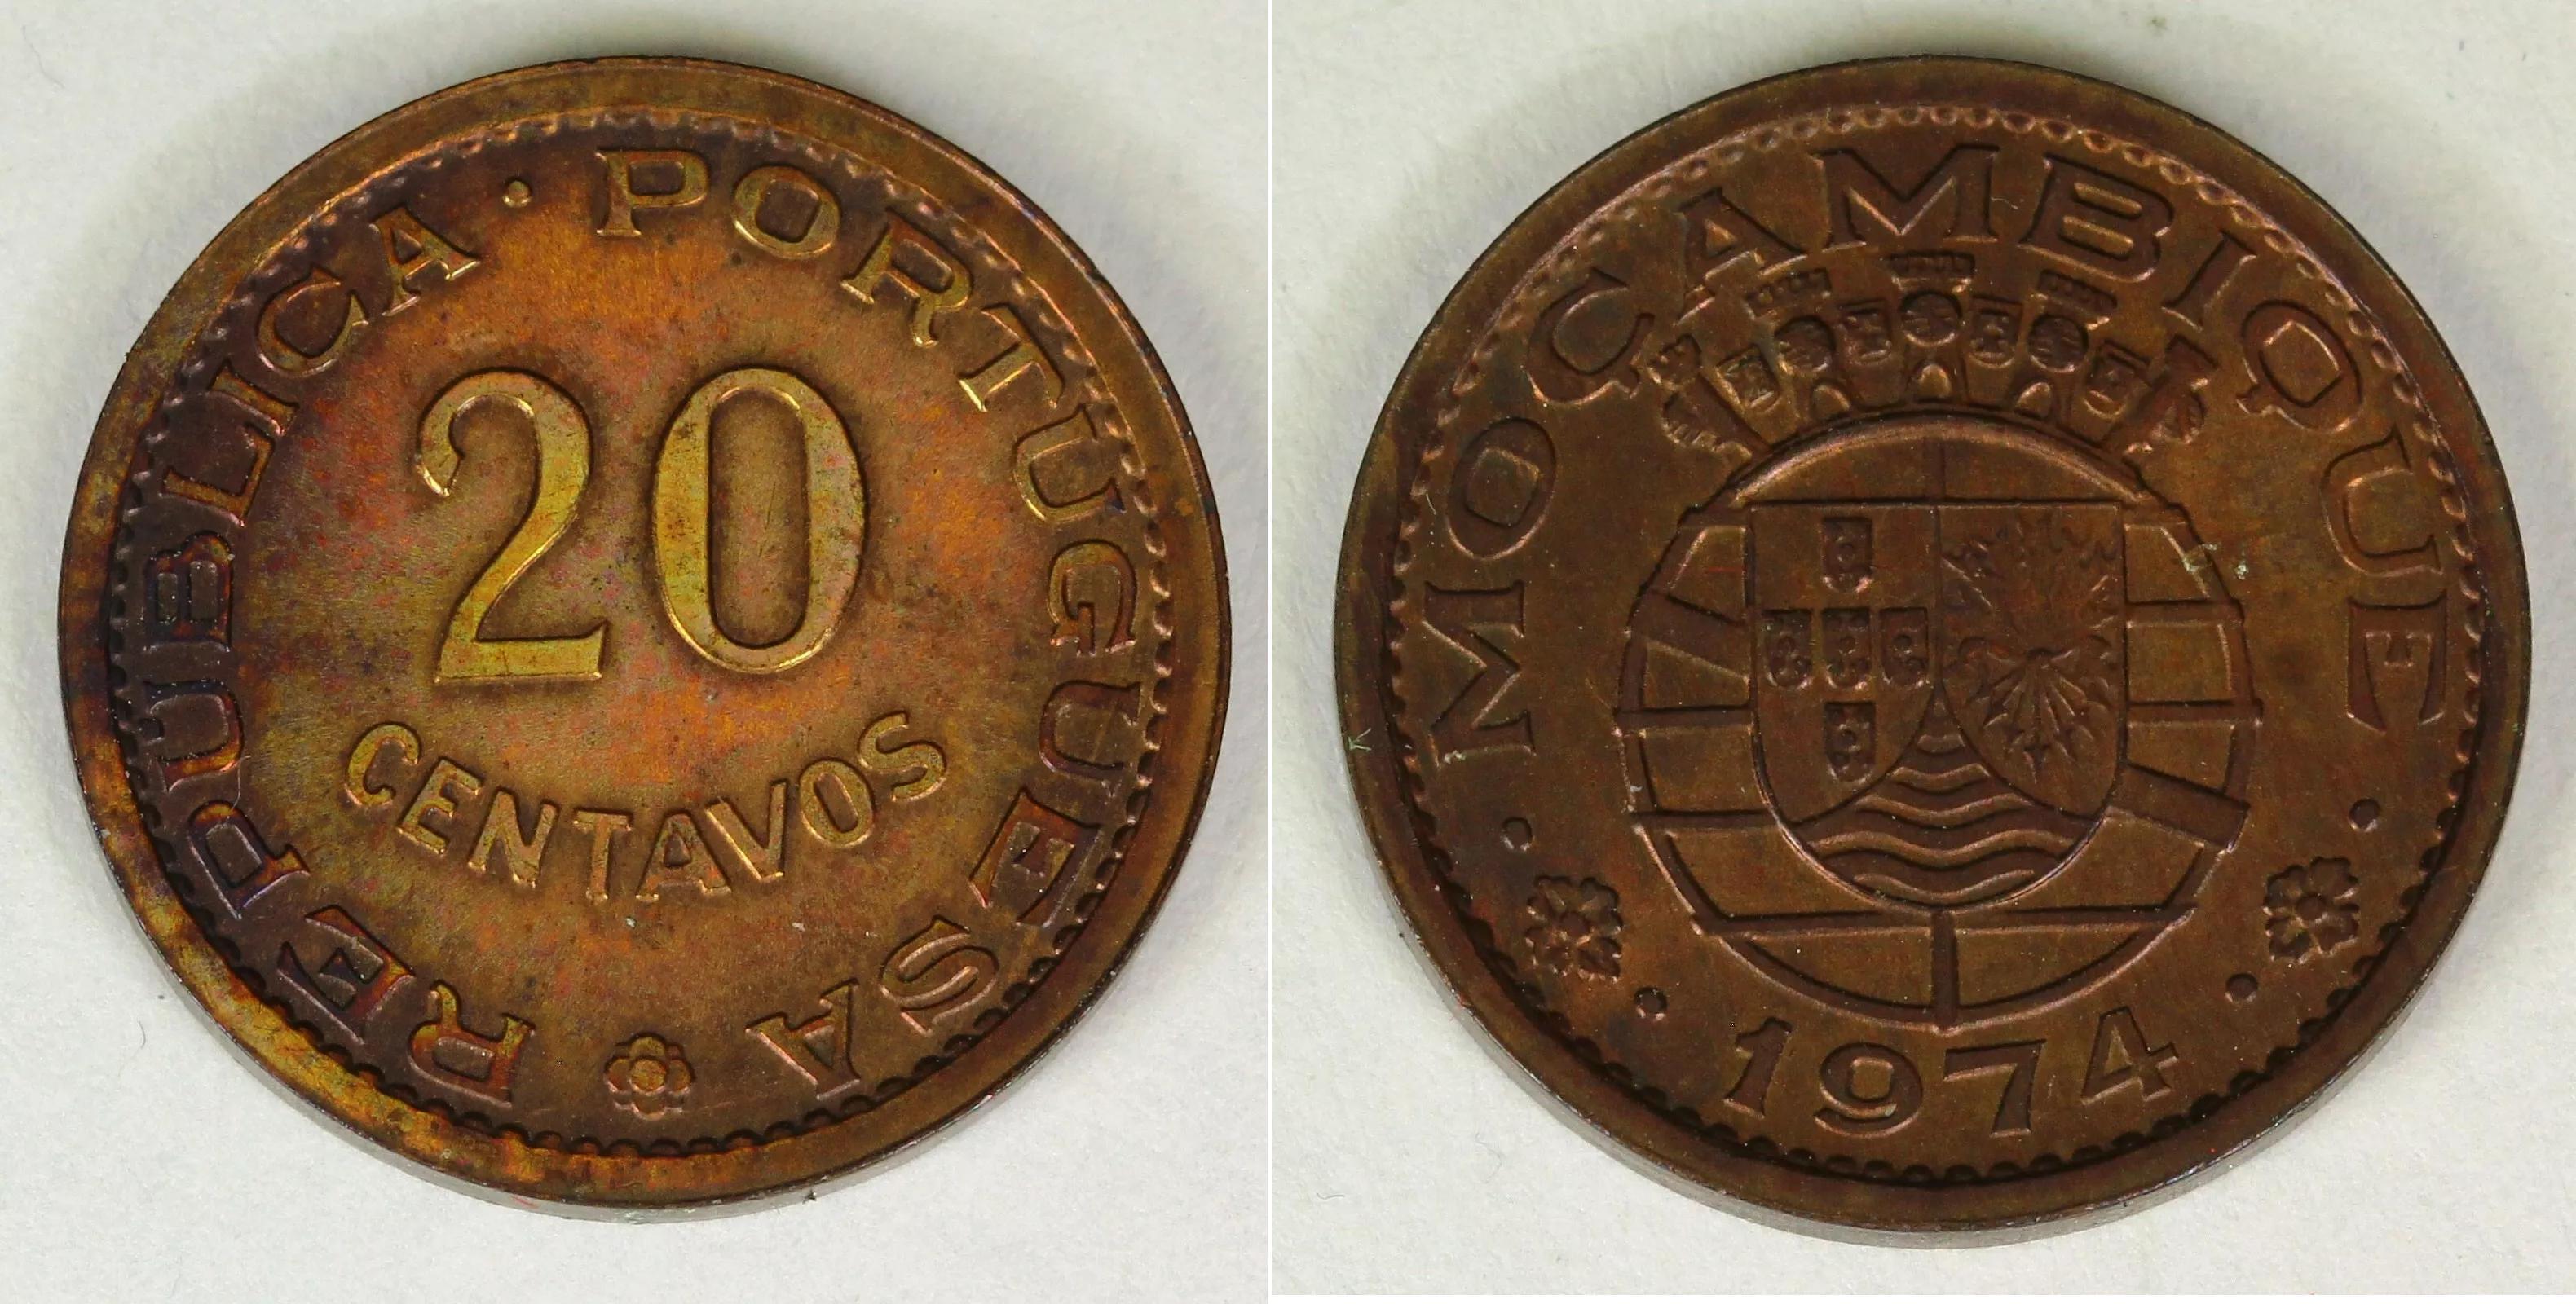 REPUBLICA · PORTUGUESA
20
CENTAVOS
· MOÇAMBIQUE ·
· 1974 ·